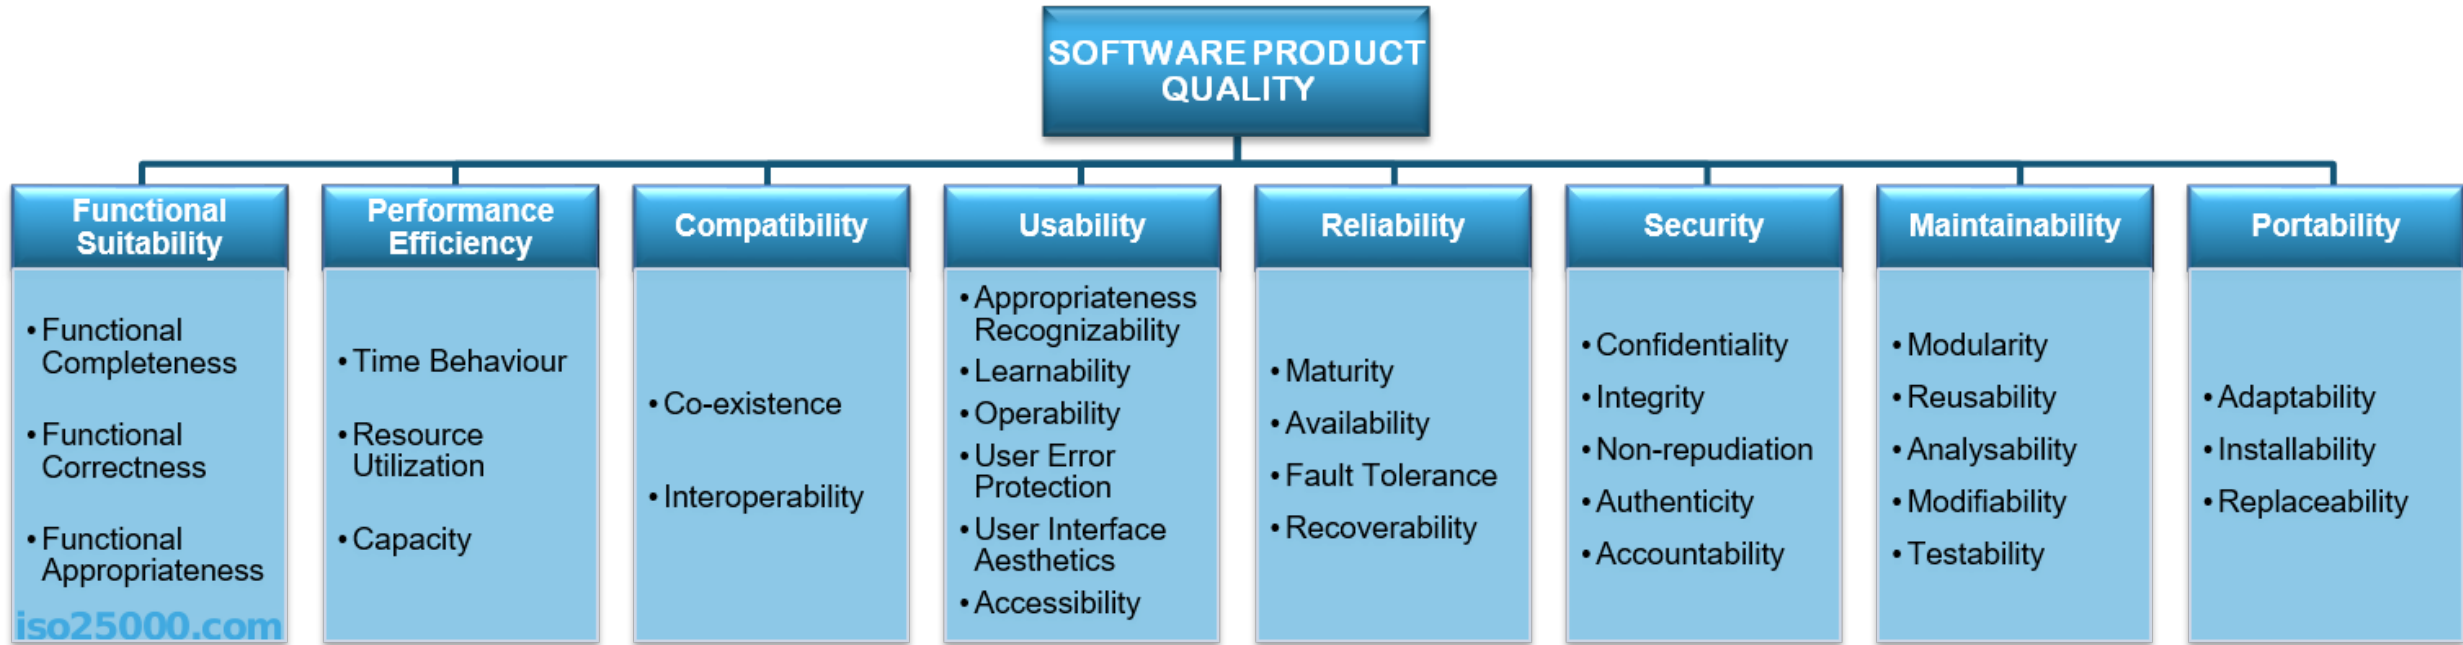 SOFTWARE PRODUCT
QUALITY
Functional
Suitability
• Functional
Completeness
• Functional
Correctness
• Functional
Appropriateness
iso25000.com
Performance
Efficiency
• Time Behaviour
• Resource
Utilization
• Capacity
Compatibility
• Co-existence
• Interoperability
Usability
• Appropriateness
Recognizability
• Learnability
• Operability
• User Error
Protection
• User Interface
Aesthetics
• Accessibility
Reliability
• Maturity
• Availability
• Fault Tolerance
• Recoverability
Security
• Confidentiality
• Integrity
• Non-repudiation
• Authenticity
• Accountability
Maintainability
• Modularity
• Reusability
• Analysability
• Modifiability
• Testability
Portability
• Adaptability
• Installability
• Replaceability